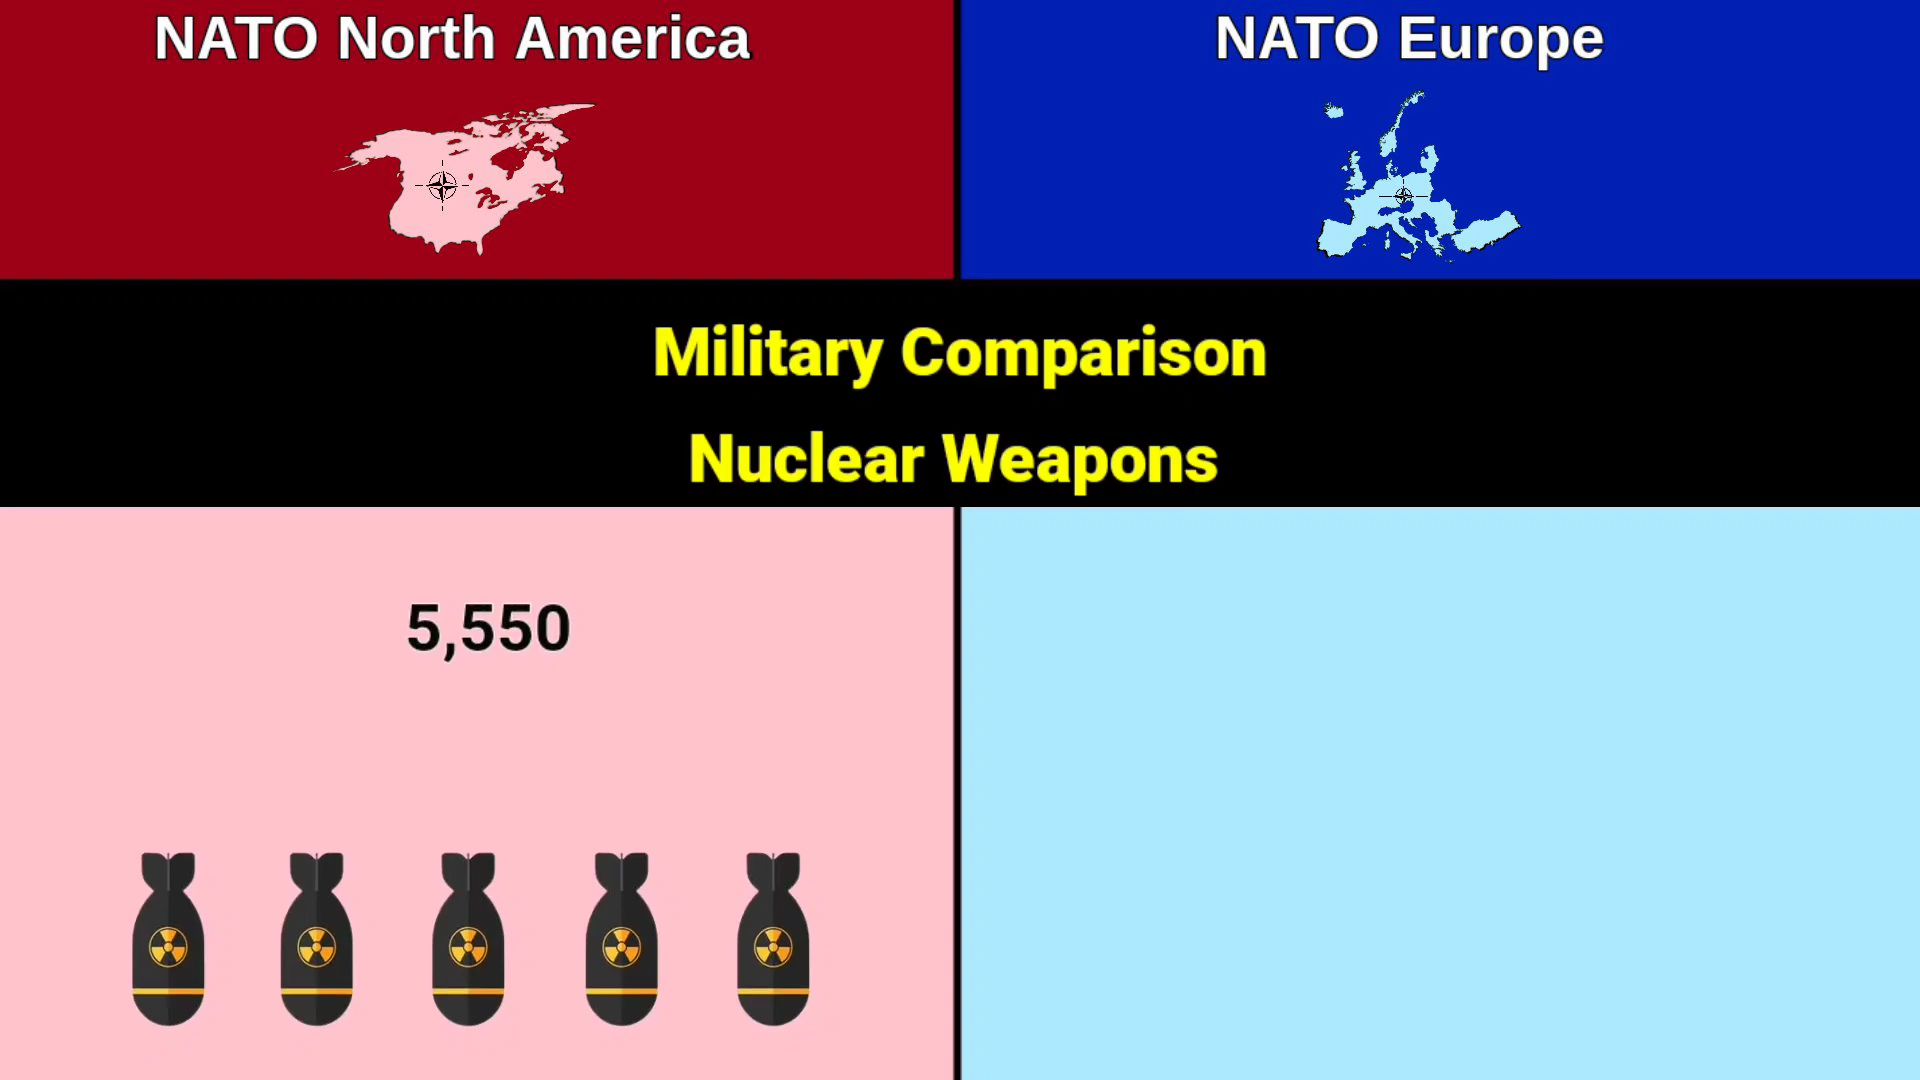 NATO North America
NATO Europe
Military Comparison
Nuclear Weapons
5,550